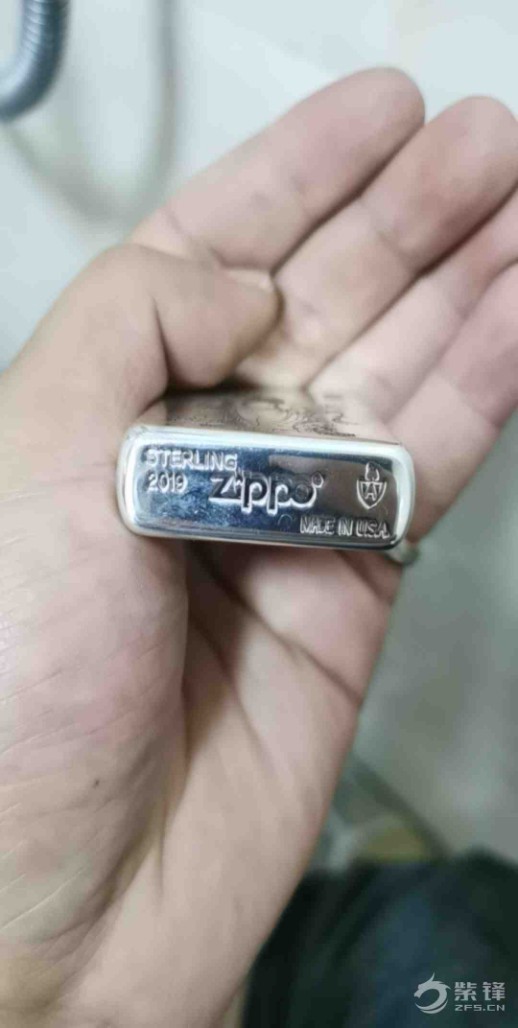 STERLING
2019 Zippo®
MADE IN U.S.A.
紫锋
ZFS.CN